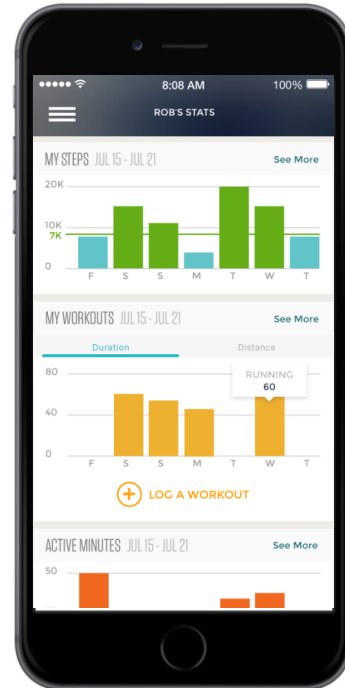 8:08 AM 100%
ROB'S STATS
MY STEPS JUL 15 - JUL 21 See More
20K
10K
7K
0
F S S M T W T
MY WORKOUTS JUL 15 - JUL 21 See More
Duration Distance
80
RUNNING
60
40
0
F S S M T W T
LOG A WORKOUT
ACTIVE MINUTES JUL 15 - JUL 21 See More
50